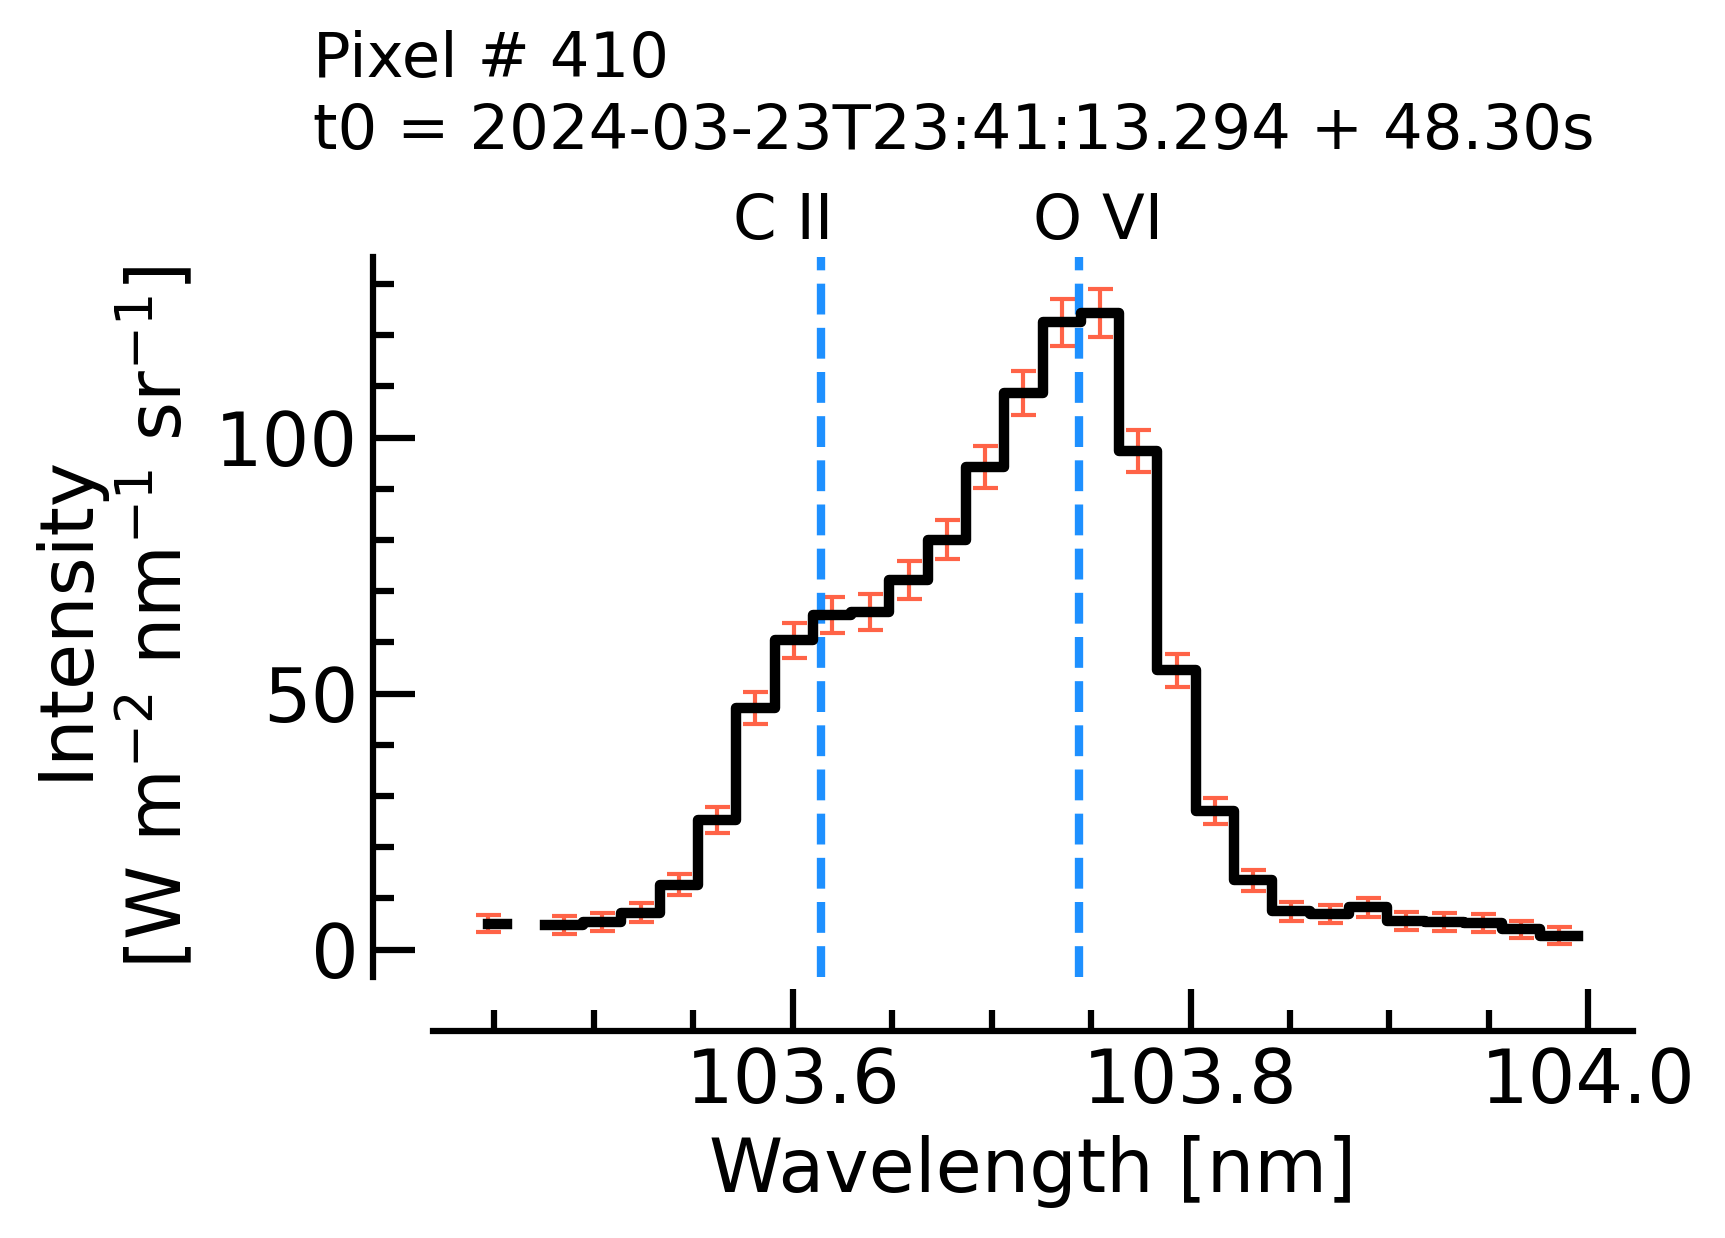 Pixel # 410
t0 = 2024-03-23T23:41:13.294 + 48.30s
C II O VI
Intensity
[W m⁻² nm⁻¹ sr⁻¹]
100
50
0
103.6 103.8 104.0
Wavelength [nm]